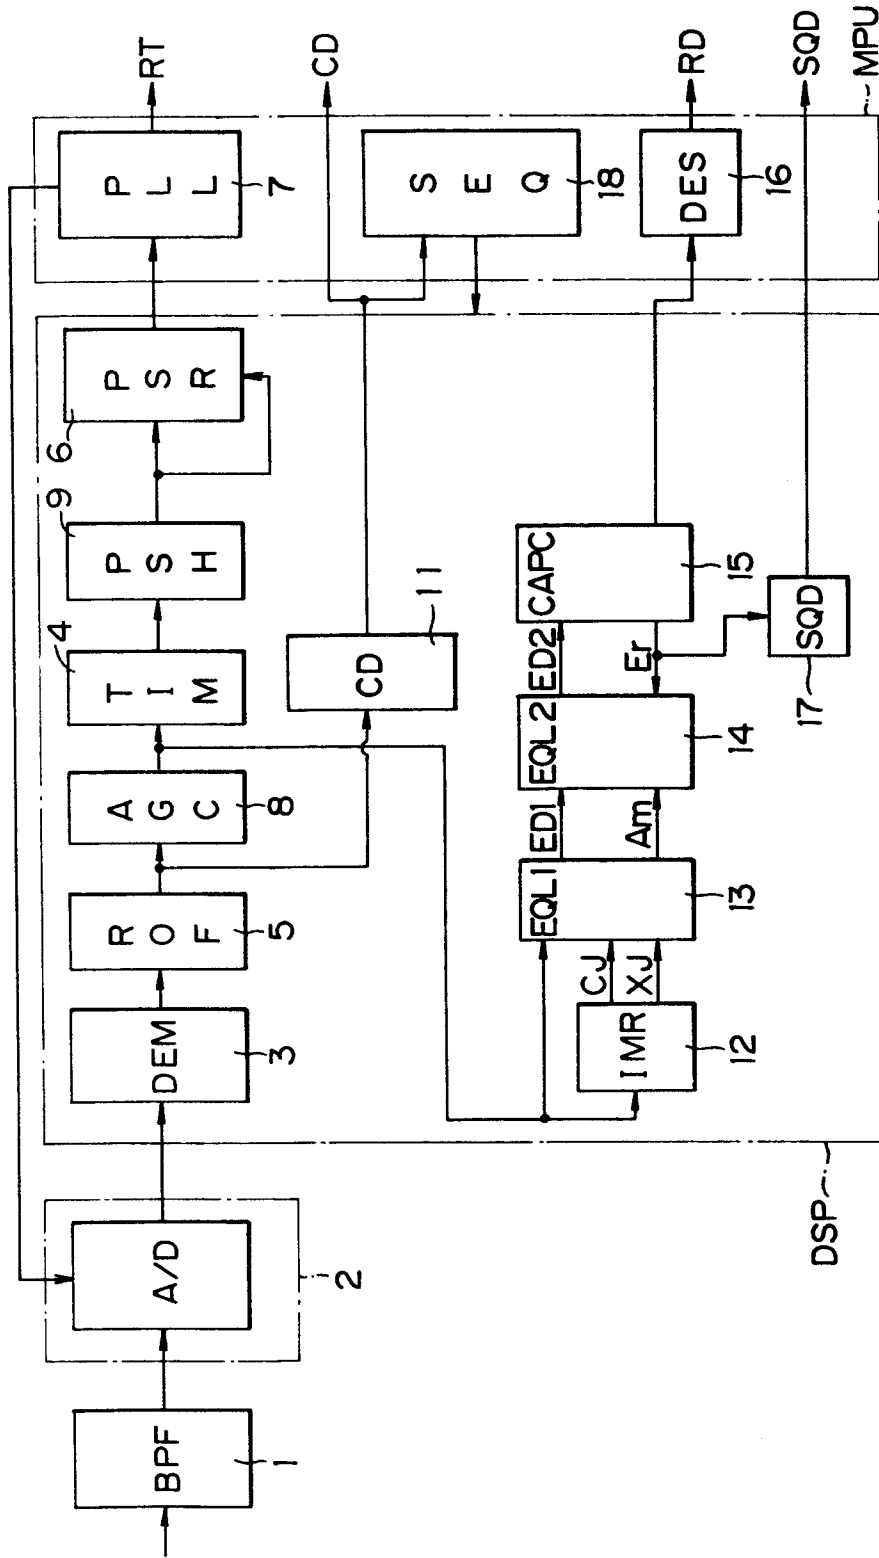 BPF
1
A/D
2
DEM
3
ROF
5
AGC
8
TIM
4
PSH
9
PSR
6
PLL
7
RT
CD
11
CD
SEQ
18
IMR
12
CJ
XJ
EQL1
13
ED1
Am
EQL2
14
ED2
Er
CAPC
15
DES
16
RD
SQD
17
SQD
DSP
MPU